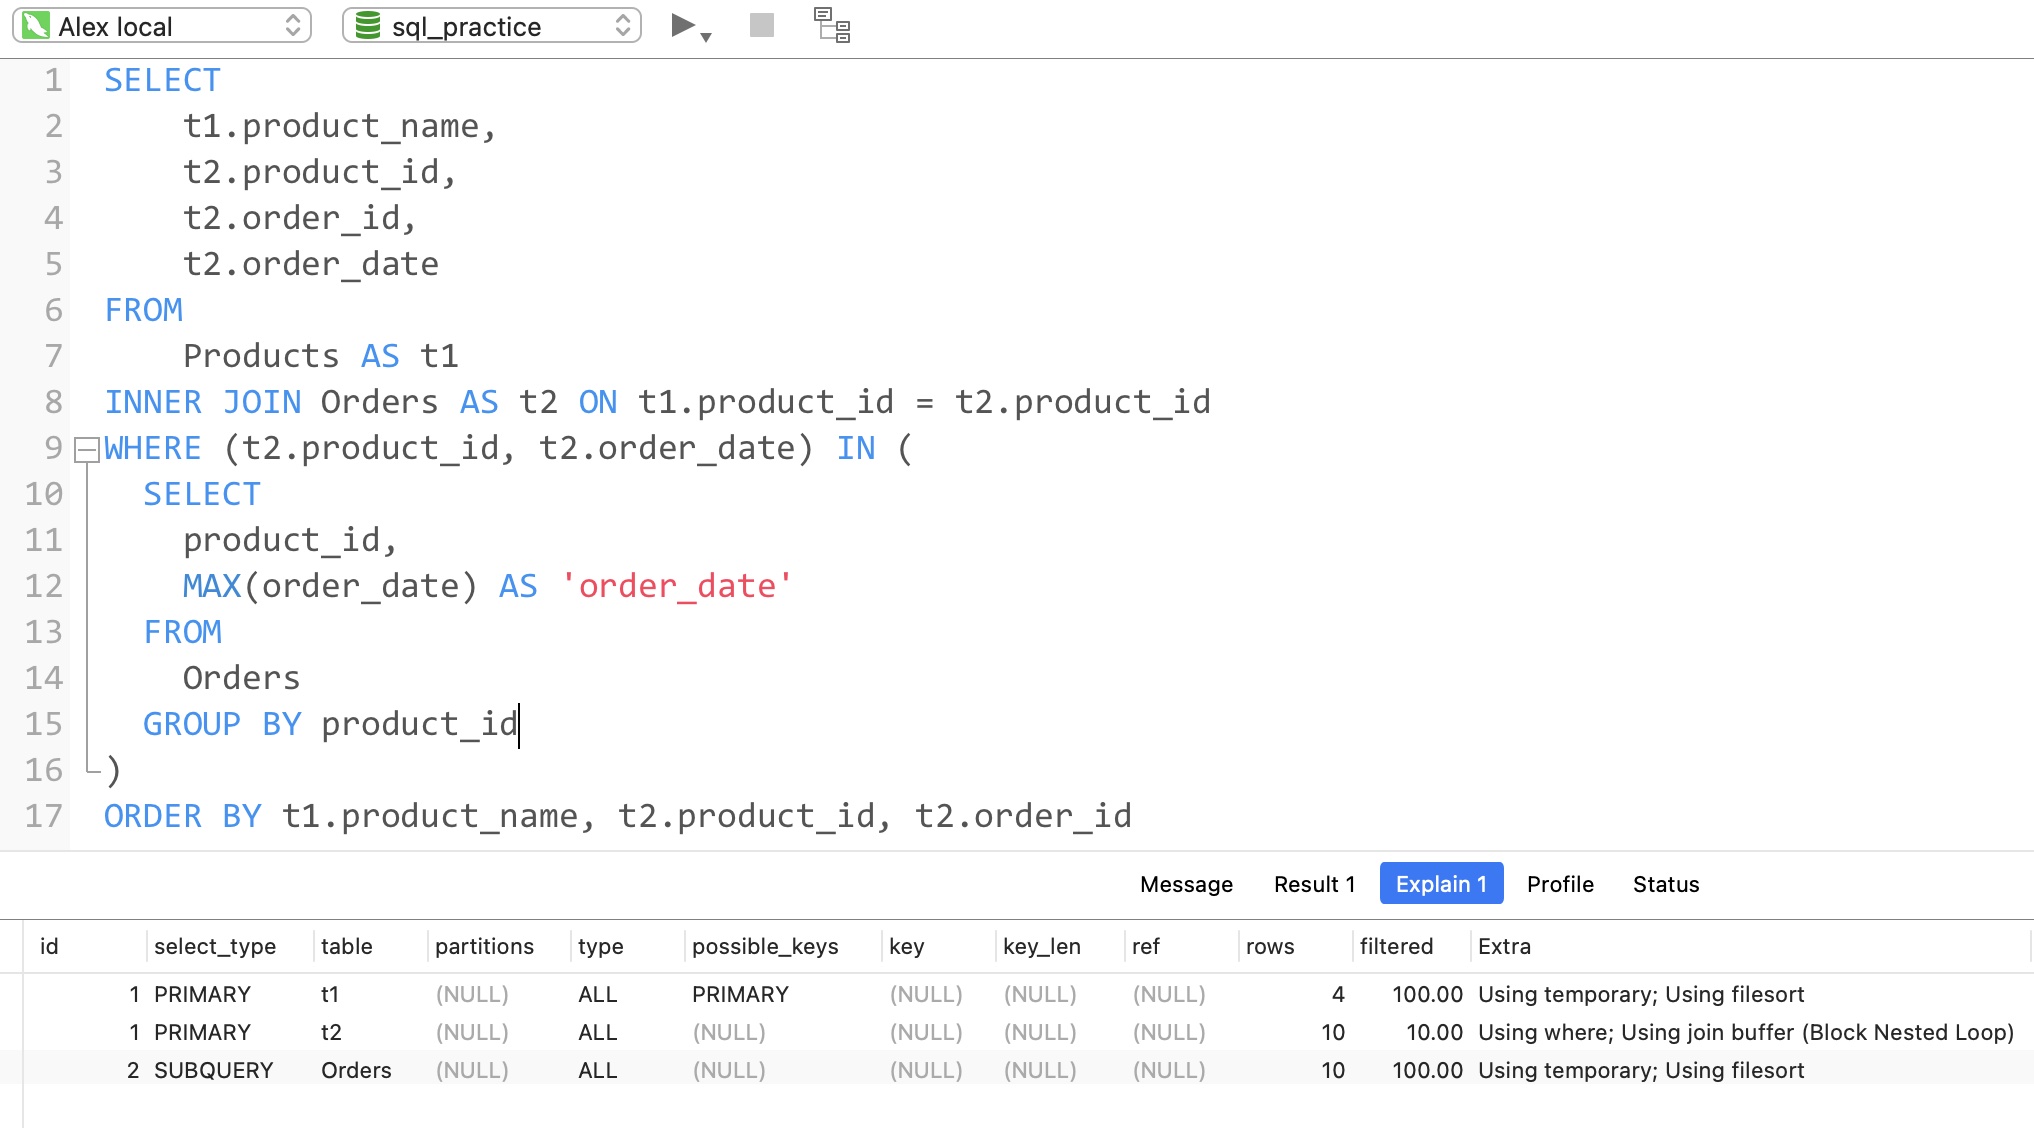 Alex local sql_practice
1 SELECT
2 t1.product_name,
3 t2.product_id,
4 t2.order_id,
5 t2.order_date
6 FROM
7 Products AS t1
8 INNER JOIN Orders AS t2 ON t1.product_id = t2.product_id
9 WHERE (t2.product_id, t2.order_date) IN (
10 SELECT
11 product_id,
12 MAX(order_date) AS 'order_date'
13 FROM
14 Orders
15 GROUP BY product_id
16 )
17 ORDER BY t1.product_name, t2.product_id, t2.order_id
Message Result 1 Explain 1 Profile Status
id select_type table partitions type possible_keys key key_len ref rows filtered Extra
1 PRIMARY t1 (NULL) ALL PRIMARY (NULL) (NULL) (NULL) 4 100.00 Using temporary; Using filesort
1 PRIMARY t2 (NULL) ALL (NULL) (NULL) (NULL) (NULL) 10 10.00 Using where; Using join buffer (Block Nested Loop)
2 SUBQUERY Orders (NULL) ALL (NULL) (NULL) (NULL) (NULL) 10 100.00 Using temporary; Using filesort